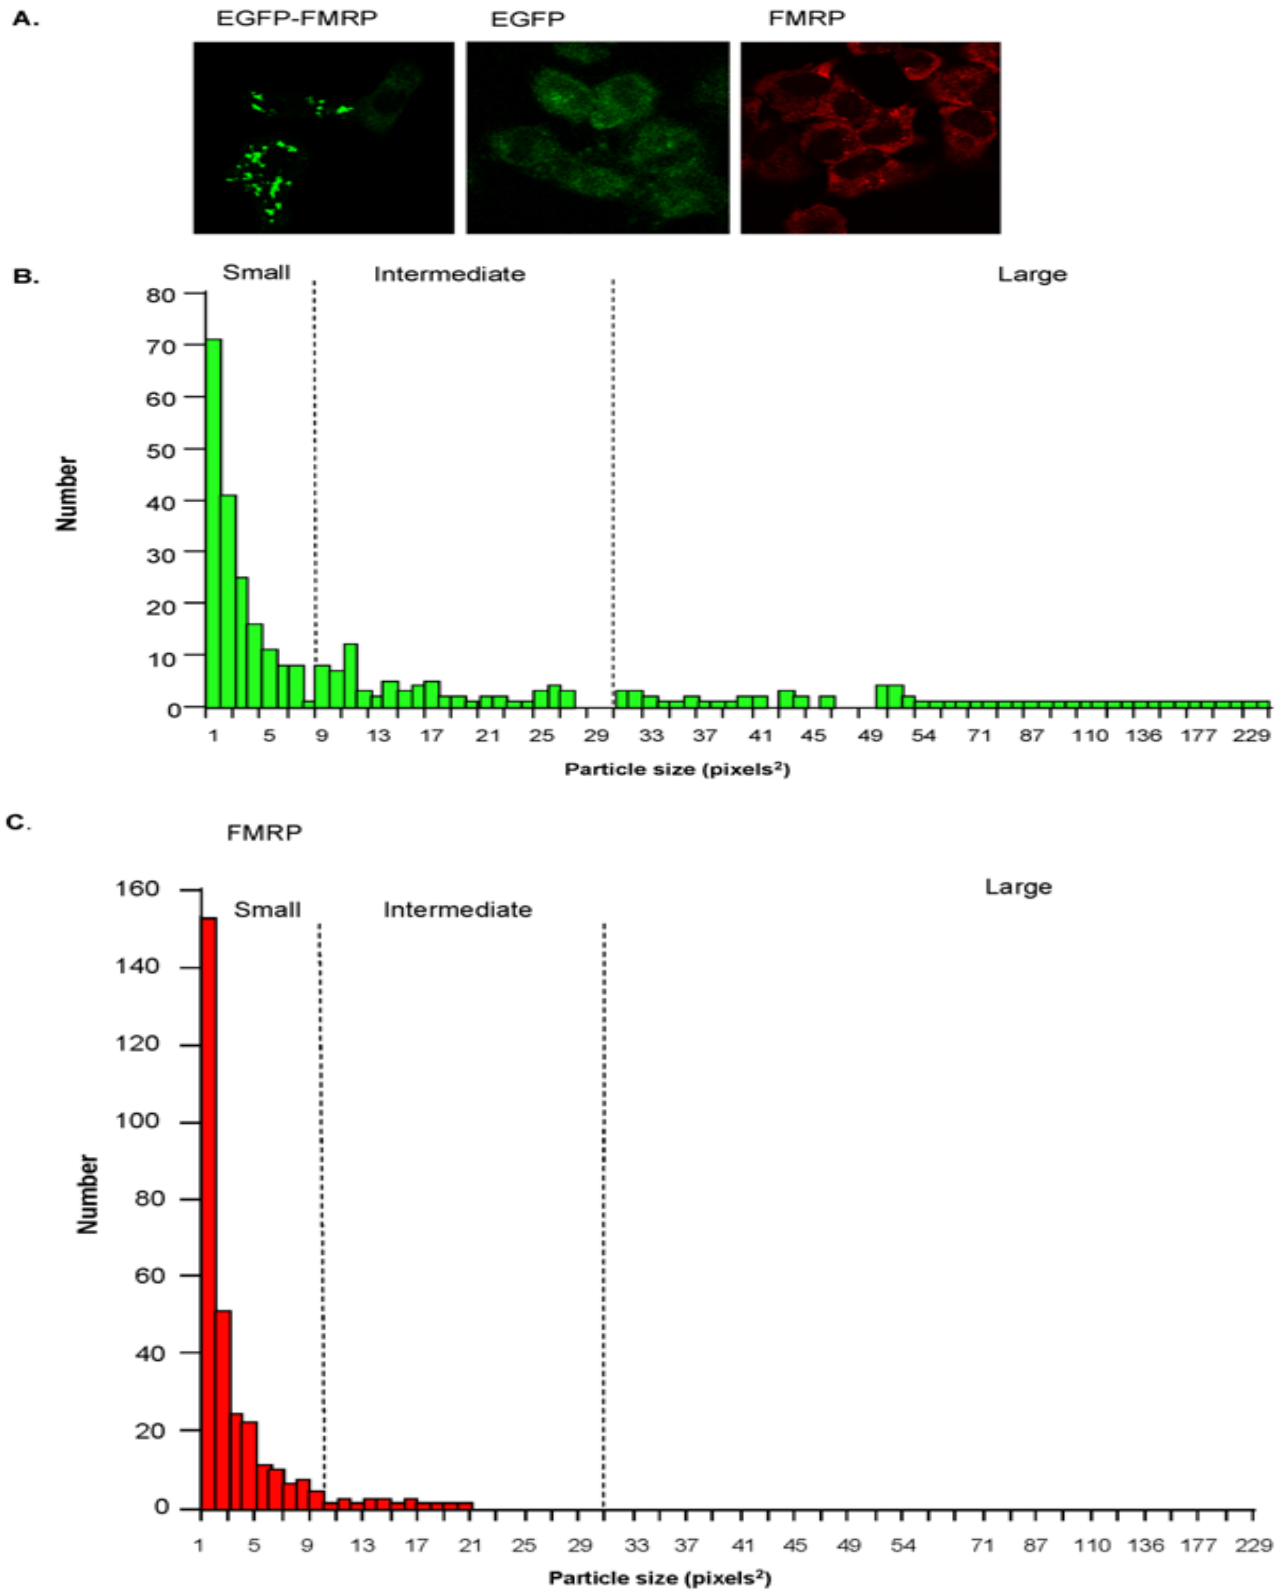 A.
EGFP-FMRP EGFP FMRP
B.
Small Intermediate Large
80
70
60
50
40
30
20
10
0
Number
1 5 9 13 17 21 25 29 33 37 41 45 49 54 71 87 110 136 177 229
Particle size (pixels²)
C.
FMRP
Large
Small Intermediate
160
140
120
100
80
60
40
20
0
Number
1 5 9 13 17 21 25 29 33 37 41 45 49 54 71 87 110 136 177 229
Particle size (pixels²)